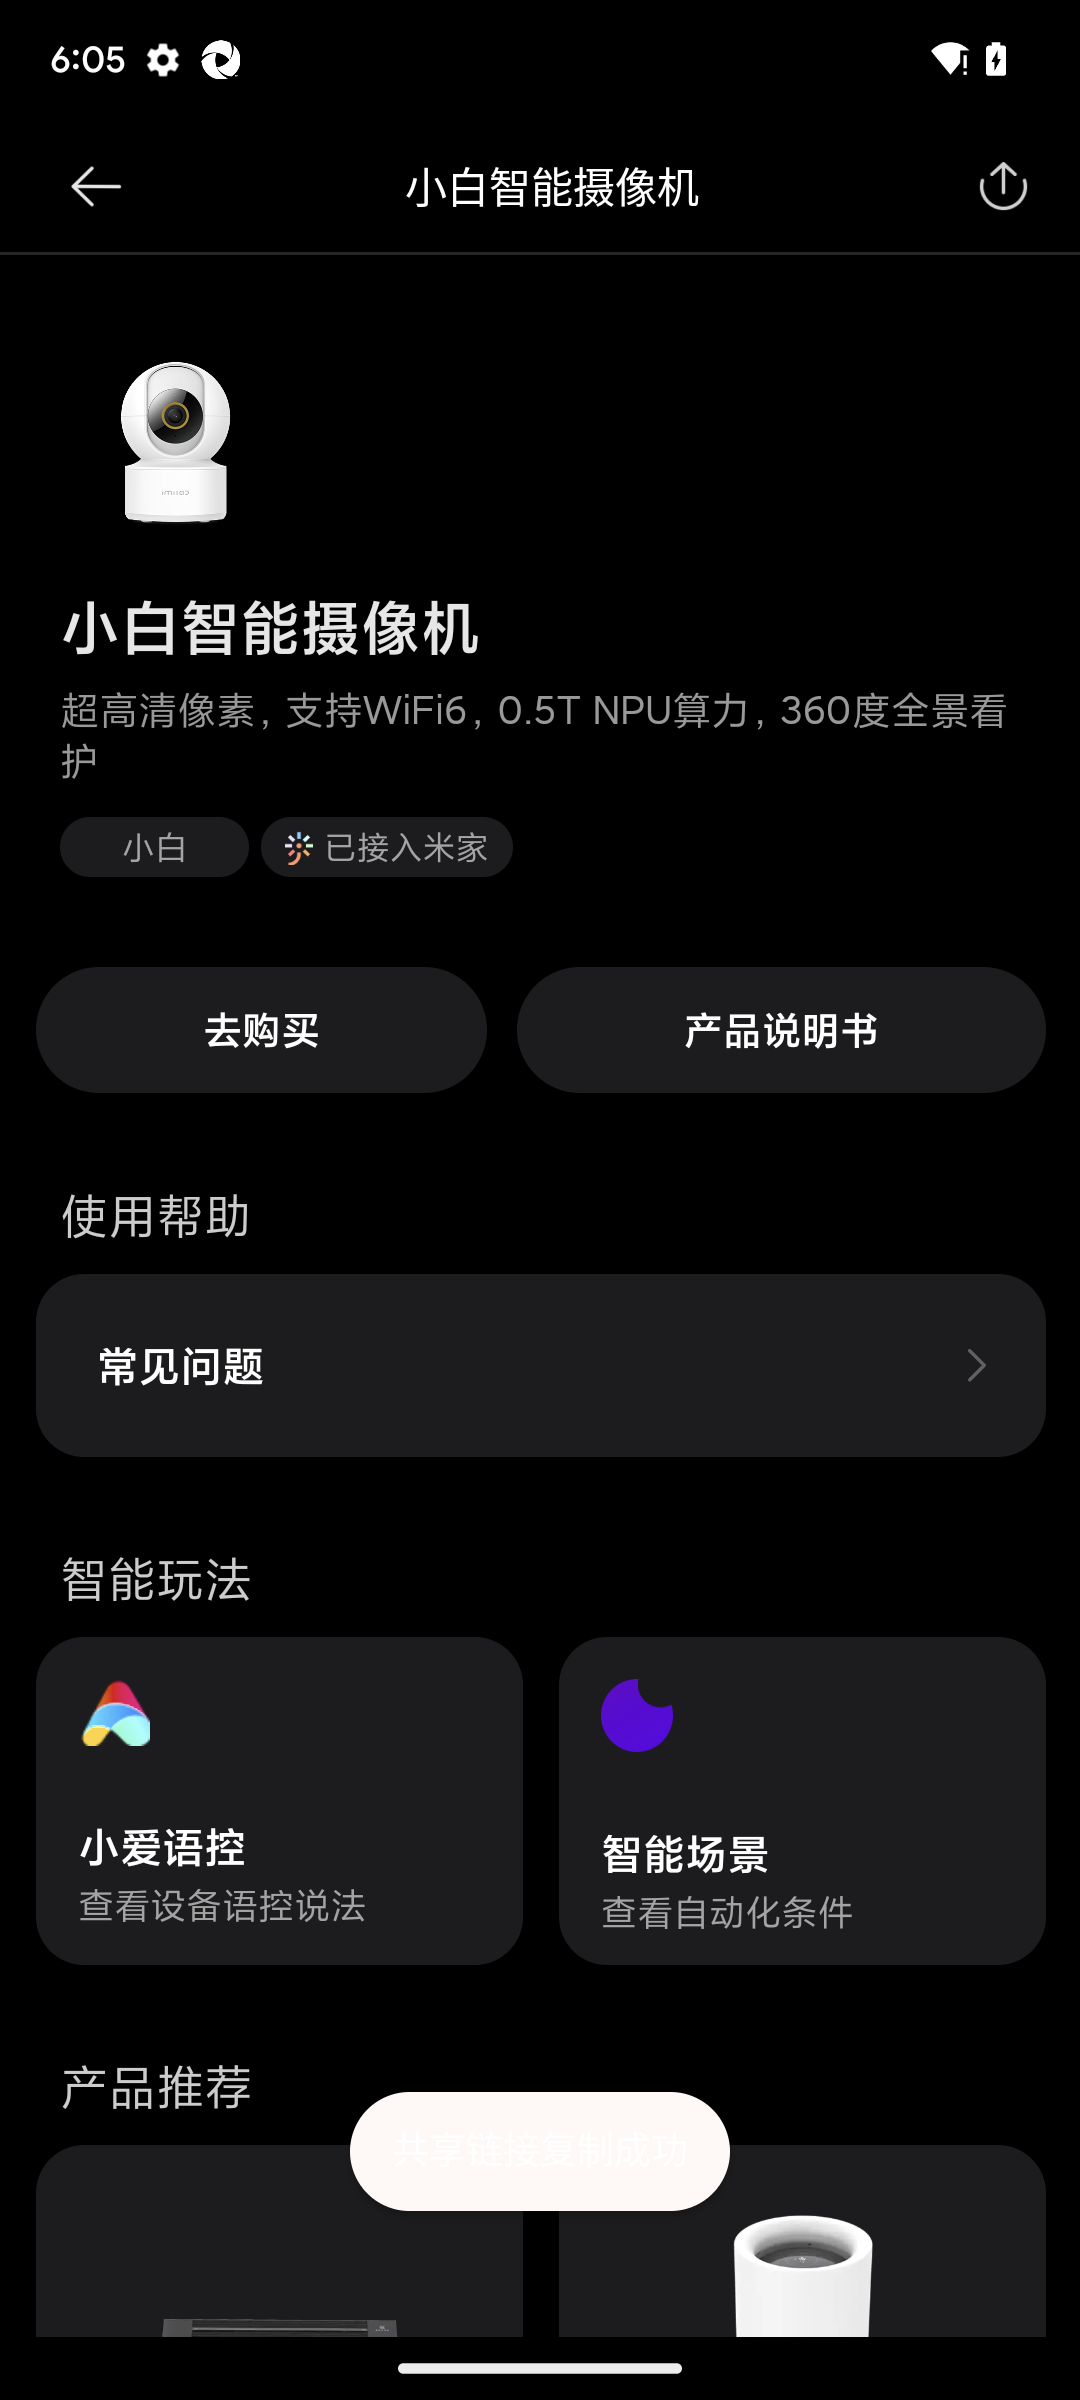 6:05
小白智能摄像机
小白智能摄像机
超高清像素，支持WiFi6，0.5T NPU算力，360度全景看
护
小白
已接入米家
去购买
产品说明书
使用帮助
常见问题
智能玩法
小爱语控
查看设备语控说法
智能场景
查看自动化条件
产品推荐
共享链接复制成功